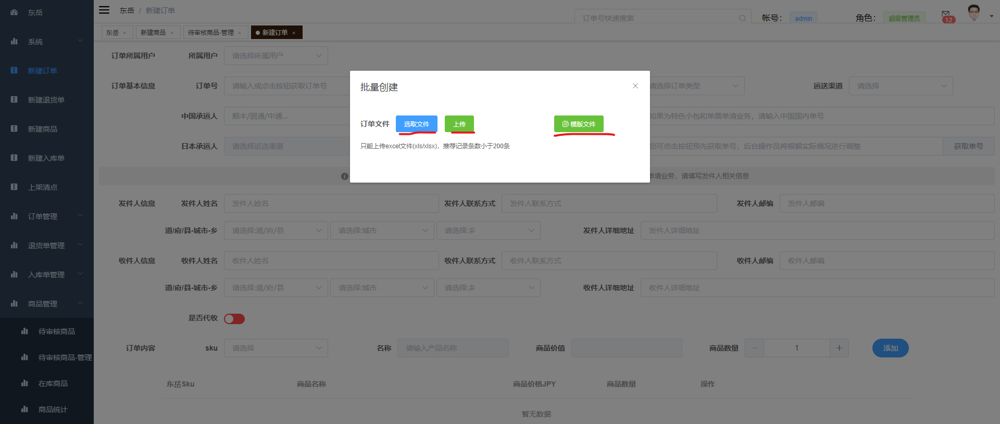 东岳
系统
新建订单
新建退货单
新建商品
新建入库单
上架清点
订单管理
退货单管理
入库单管理
商品管理
待审核商品
待审核商品-管理
在库商品
商品统计
东岳 / 新建订单
订单号快速搜索
帐号： admin
角色： 超级管理员
12
东岳 × 新建商品 × 待审核商品-管理 × 新建订单 ×
订单所属用户 所属用户 请选择所属用户
订单基本信息 订单号 请输入或点击按钮获取订单号 请选择订单类型 运送渠道 请选择
中国承运人 顺丰/圆通/中通... 如果为特色小包和单票单清业务，请输入中国国内单号
日本承运人 请选择运送渠道 您可点击按钮预先获取单号，后台操作员将根据实际情况进行调整 获取单号
单清业务，请填写发件人相关信息
批量创建
订单文件 选取文件 上传 模版文件
只能上传excel文件(xls/xlsx)，推荐记录条数小于200条
发件人信息 发件人姓名 发件人姓名 发件人联系方式 发件人联系方式 发件人邮编 发件人邮编
道/府/县-城市-乡 请选择:道/府/县 请选择:城市 请选择:乡 发件人详细地址 发件人详细地址
收件人信息 收件人姓名 收件人姓名 收件人联系方式 收件人联系方式 收件人邮编 收件人邮编
道/府/县-城市-乡 请选择:道/府/县 请选择:城市 请选择:乡 收件人详细地址 收件人详细地址
是否代收
订单内容 sku 请选择 名称 请输入产品名称 商品价值 商品数量 1 添加
东岳Sku 商品名称 商品价格JPY 商品数量 操作
暂无数据